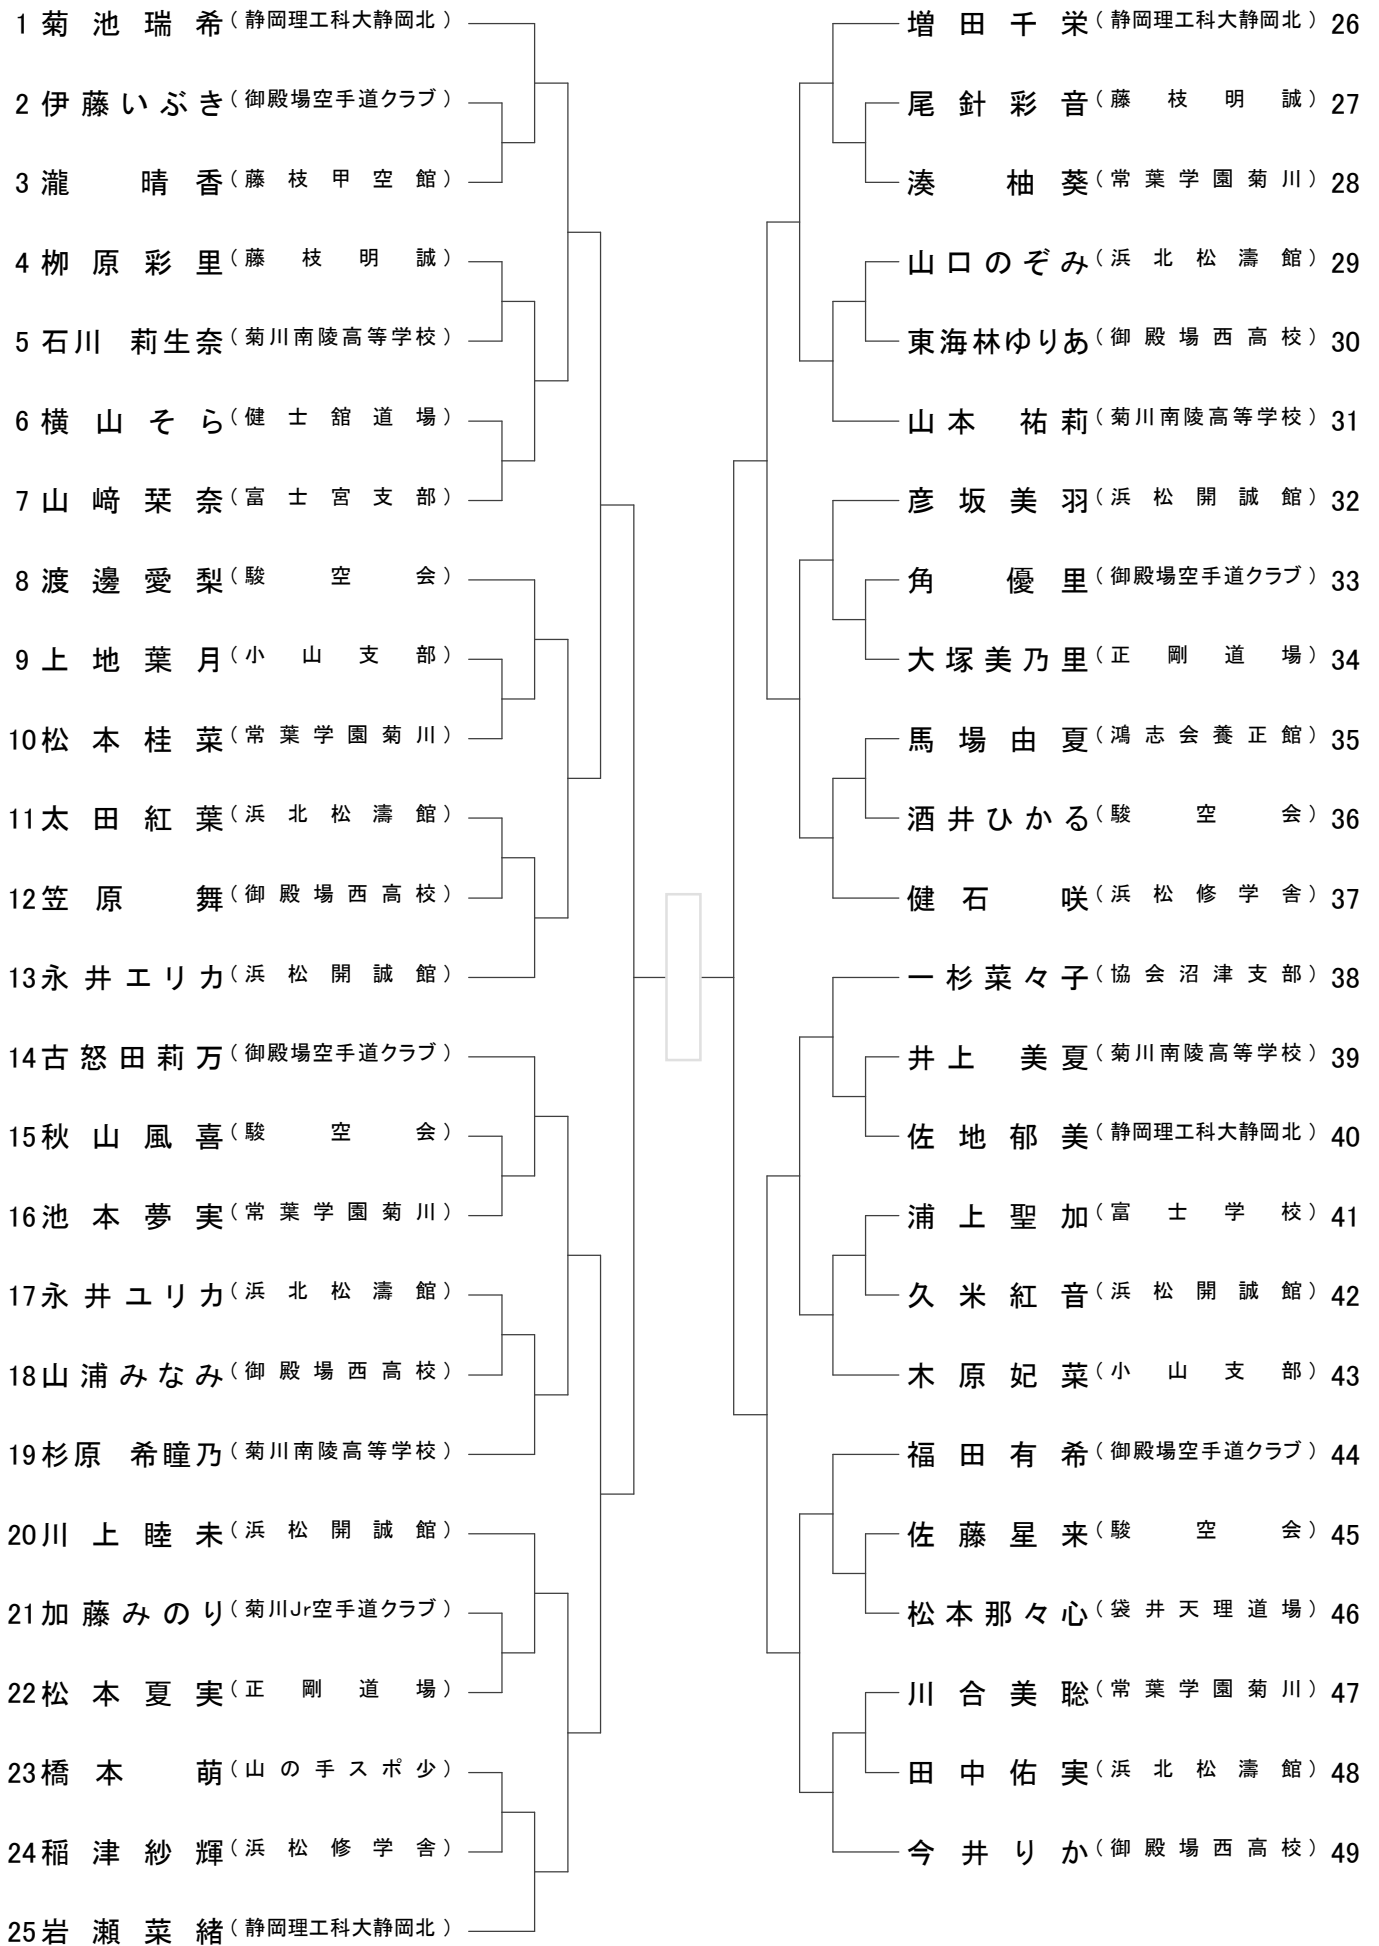 1 菊池瑞希（静岡理工科大静岡北）
2 伊藤いぶき（御殿場空手道クラブ）
3 瀧晴香（藤枝甲空館）
4 栁原彩里（藤枝明誠）
5 石川 莉生奈（菊川南陵高等学校）
6 横山そら（健士舘道場）
7 山﨑栞奈（富士宮支部）
8 渡邊愛梨（駿空会）
9 上地葉月（小山支部）
10 松本桂菜（常葉学園菊川）
11 太田紅葉（浜北松濤館）
12 笠原舞（御殿場西高校）
13 永井エリカ（浜松開誠館）
14 古怒田莉万（御殿場空手道クラブ）
15 秋山風喜（駿空会）
16 池本夢実（常葉学園菊川）
17 永井ユリカ（浜北松濤館）
18 山浦みなみ（御殿場西高校）
19 杉原 希瞳乃（菊川南陵高等学校）
20 川上睦未（浜松開誠館）
21 加藤みのり（菊川Jr空手道クラブ）
22 松本夏実（正剛道場）
23 橋本萌（山の手スポ少）
24 稲津紗輝（浜松修学舎）
25 岩瀬菜緒（静岡理工科大静岡北）
増田千栄（静岡理工科大静岡北） 26
尾針彩音（藤枝明誠） 27
湊柚葵（常葉学園菊川） 28
山口のぞみ（浜北松濤館） 29
東海林ゆりあ（御殿場西高校） 30
山本 祐莉（菊川南陵高等学校） 31
彦坂美羽（浜松開誠館） 32
角優里（御殿場空手道クラブ） 33
大塚美乃里（正剛道場） 34
馬場由夏（鴻志会養正館） 35
酒井ひかる（駿空会） 36
健石咲（浜松修学舎） 37
一杉菜々子（協会沼津支部） 38
井上 美夏（菊川南陵高等学校） 39
佐地郁美（静岡理工科大静岡北） 40
浦上聖加（富士学校） 41
久米紅音（浜松開誠館） 42
木原妃菜（小山支部） 43
福田有希（御殿場空手道クラブ） 44
佐藤星来（駿空会） 45
松本那々心（袋井天理道場） 46
川合美聡（常葉学園菊川） 47
田中佑実（浜北松濤館） 48
今井りか（御殿場西高校） 49